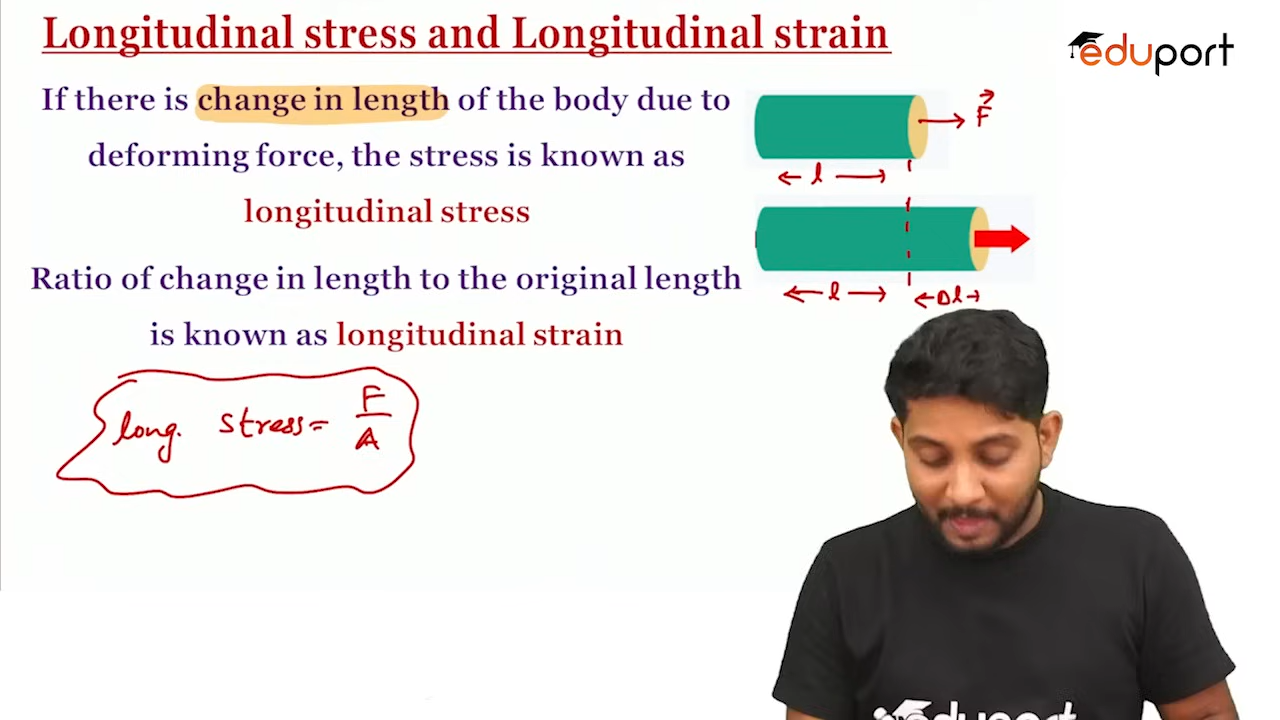 Longitudinal stress and Longitudinal strain
eduport
If there is change in length of the body due to
deforming force, the stress is known as
longitudinal stress
F
l
Ratio of change in length to the original length
is known as longitudinal strain
l Δl
long. stress = F/A
eduport